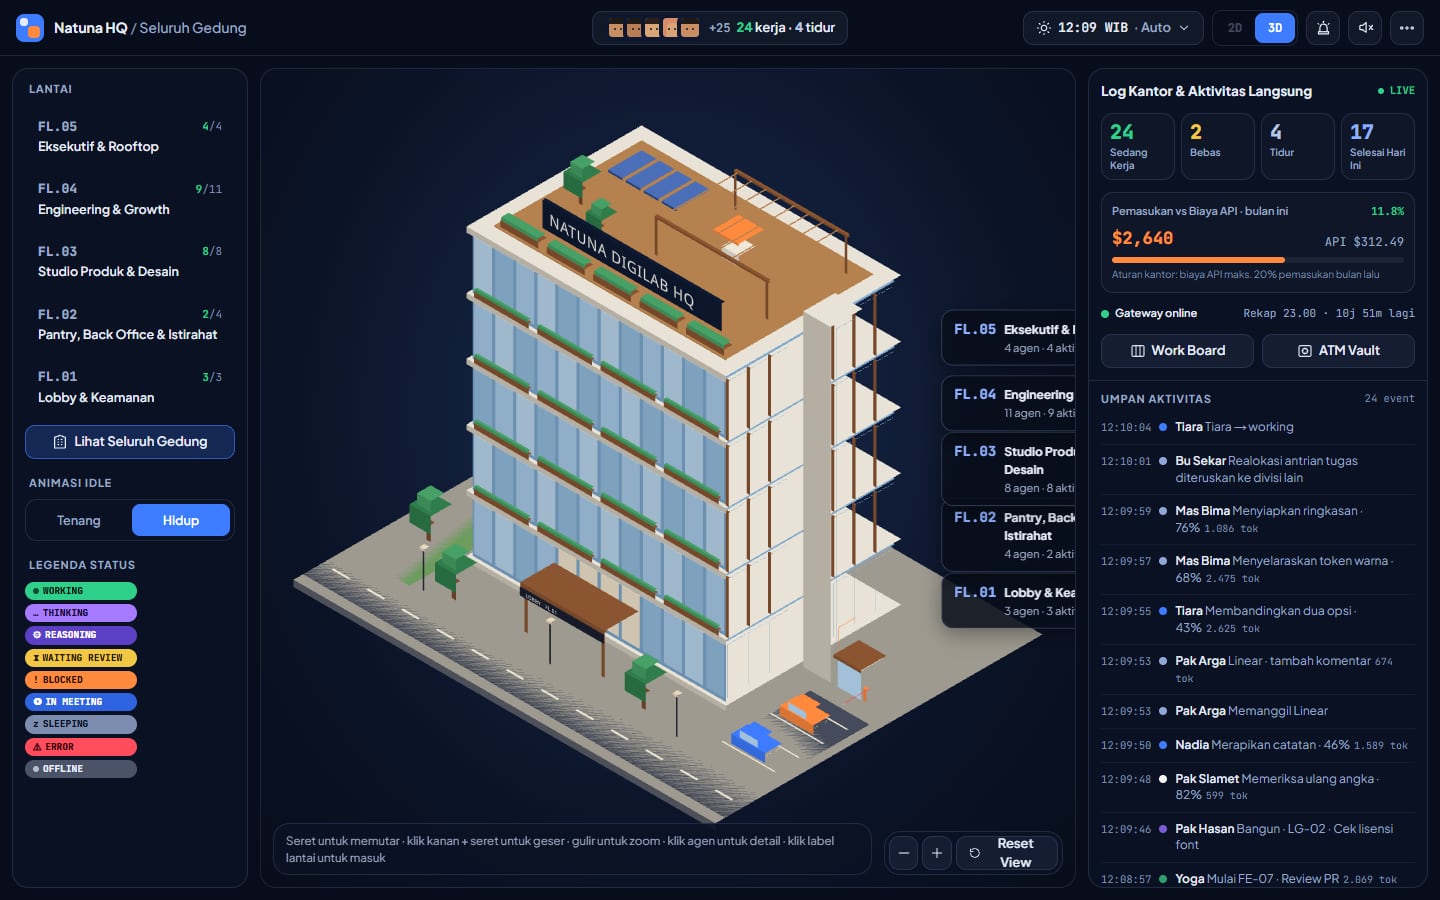 Natuna HQ / Seluruh Gedung
+25 24 kerja · 4 tidur
12:09 WIB · Auto
2D 3D
LANTAI
FL.05 4/4
Eksekutif & Rooftop
FL.04 9/11
Engineering & Growth
FL.03 8/8
Studio Produk & Desain
FL.02 2/4
Pantry, Back Office & Istirahat
FL.01 3/3
Lobby & Keamanan
Lihat Seluruh Gedung
ANIMASI IDLE
Tenang Hidup
LEGENDA STATUS
WORKING
… THINKING
REASONING
WAITING REVIEW
! BLOCKED
IN MEETING
z SLEEPING
ERROR
OFFLINE
NATUNA DIGILAB HQ
LOBBY FL.01
FL.05 Eksekutif &
4 agen · 4 akti
FL.04 Engineering
11 agen · 9 akti
FL.03 Studio Produ
Desain
8 agen · 8 akti
FL.02 Pantry, Back
Istirahat
4 agen · 2 akti
FL.01 Lobby & Kea
3 agen · 3 akti
Seret untuk memutar · klik kanan + seret untuk geser · gulir untuk zoom · klik agen untuk detail · klik label
lantai untuk masuk
− + Reset
View
Log Kantor & Aktivitas Langsung LIVE
24 2 4 17
Sedang Bebas Tidur Selesai Hari
Kerja Ini
Pemasukan vs Biaya API · bulan ini 11.8%
$2,640 API $312.49
Aturan kantor: biaya API maks. 20% pemasukan bulan lalu
Gateway online Rekap 23.00 · 10j 51m lagi
Work Board ATM Vault
UMPAN AKTIVITAS 24 event
12:10:04 Tiara Tiara → working
12:10:01 Bu Sekar Realokasi antrian tugas
diteruskan ke divisi lain
12:09:59 Mas Bima Menyiapkan ringkasan ·
76% 1.086 tok
12:09:57 Mas Bima Menyelaraskan token warna ·
68% 2.475 tok
12:09:55 Tiara Membandingkan dua opsi ·
43% 2.625 tok
12:09:53 Pak Arga Linear · tambah komentar 674
tok
12:09:53 Pak Arga Memanggil Linear
12:09:50 Nadia Merapikan catatan · 46% 1.589 tok
12:09:48 Pak Slamet Memeriksa ulang angka ·
82% 599 tok
12:09:46 Pak Hasan Bangun · LG-02 · Cek lisensi
font
12:08:57 Yoga Mulai FE-07 · Review PR 2.069 tok